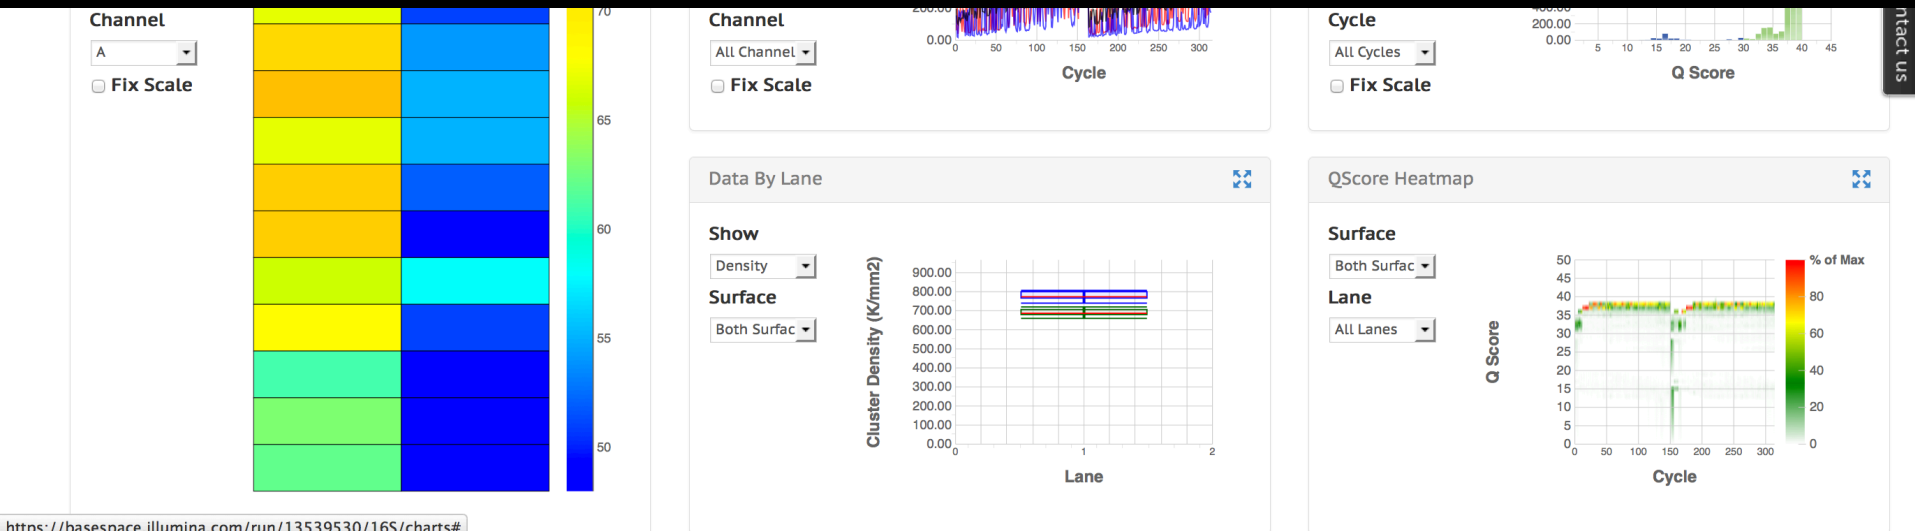 Channel
A
Fix Scale
70
65
60
55
50
Channel
All Channel
Fix Scale
200.00
0.00
0 50 100 150 200 250 300
Cycle
Cycle
All Cycles
Fix Scale
200.00
0.00
5 10 15 20 25 30 35 40 45
Q Score
ntact us
Data By Lane
Show
Density
Surface
Both Surfac
Cluster Density (K/mm2)
900.00
800.00
700.00
600.00
500.00
400.00
300.00
200.00
100.00
0.00
0 1 2
Lane
QScore Heatmap
Surface
Both Surfac
Lane
All Lanes
Q Score
50
45
40
35
30
25
20
15
10
5
0
0 50 100 150 200 250 300
Cycle
% of Max
80
60
40
20
0
https://basespace.illumina.com/run/13539530/16S/charts#